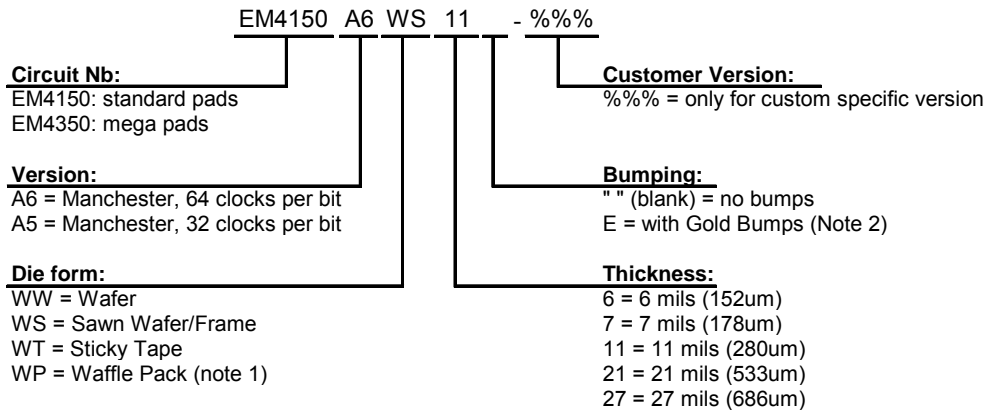 EM4150 A6 WS 11 - %%%
Circuit Nb:
EM4150: standard pads
EM4350: mega pads
Version:
A6 = Manchester, 64 clocks per bit
A5 = Manchester, 32 clocks per bit
Die form:
WW = Wafer
WS = Sawn Wafer/Frame
WT = Sticky Tape
WP = Waffle Pack (note 1)
Customer Version:
%%% = only for custom specific version
Bumping:
" " (blank) = no bumps
E = with Gold Bumps (Note 2)
Thickness:
6 = 6 mils (152um)
7 = 7 mils (178um)
11 = 11 mils (280um)
21 = 21 mils (533um)
27 = 27 mils (686um)